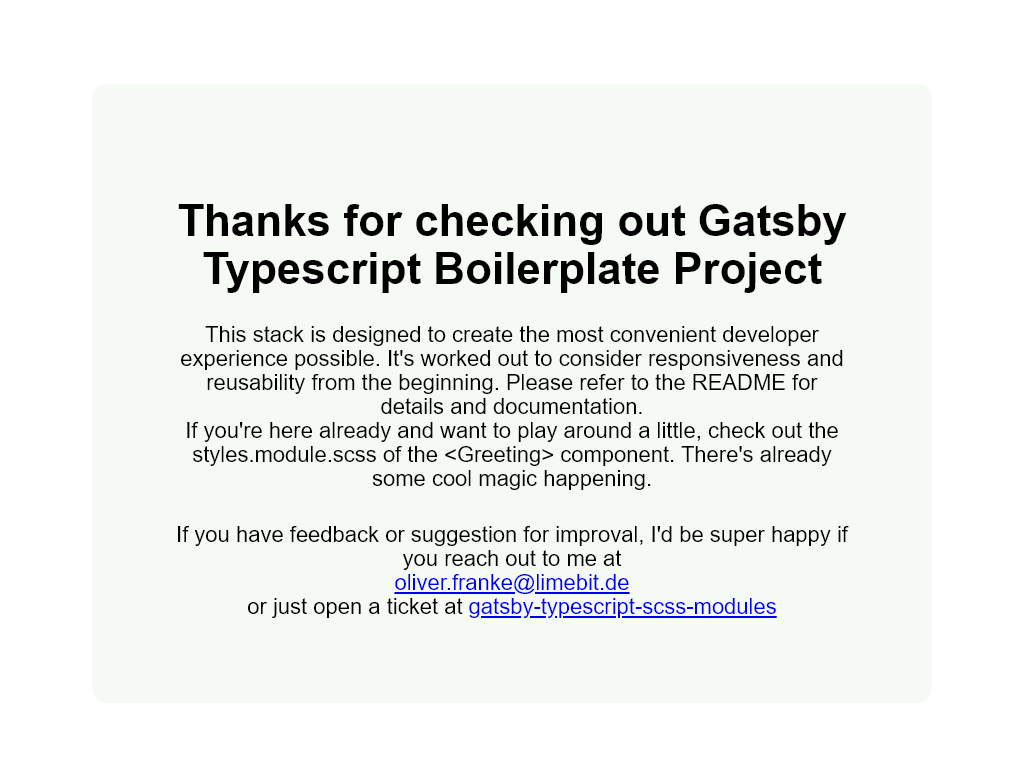 Thanks for checking out Gatsby
Typescript Boilerplate Project
This stack is designed to create the most convenient developer
experience possible. It's worked out to consider responsiveness and
reusability from the beginning. Please refer to the README for
details and documentation.
If you're here already and want to play around a little, check out the
styles.module.scss of the <Greeting> component. There's already
some cool magic happening.
If you have feedback or suggestion for improval, I'd be super happy if
you reach out to me at
oliver.franke@limebit.de
or just open a ticket at gatsby-typescript-scss-modules